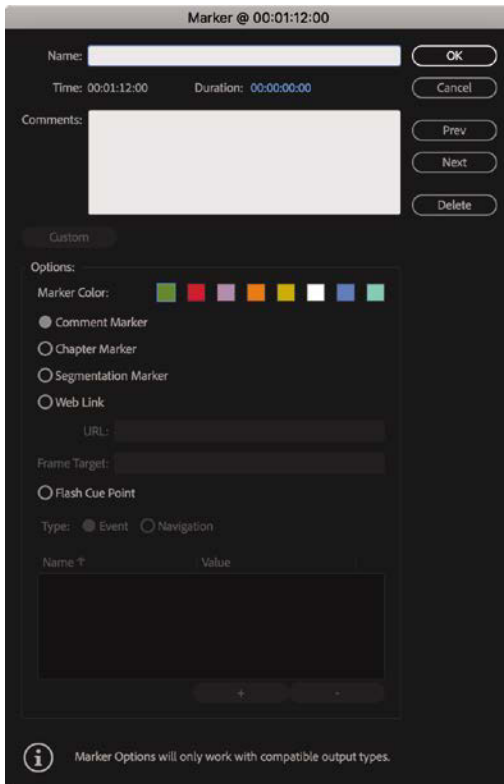 Marker @ 00:01:12:00
Name:
OK
Time: 00:01:12:00 Duration: 00:00:00:00
Cancel
Comments:
Prev
Next
Delete
Custom
Options:
Marker Color:
Comment Marker
Chapter Marker
Segmentation Marker
Web Link
URL:
Frame Target:
Flash Cue Point
Type: Event Navigation
Name ↑ Value
+ -
Marker Options will only work with compatible output types.